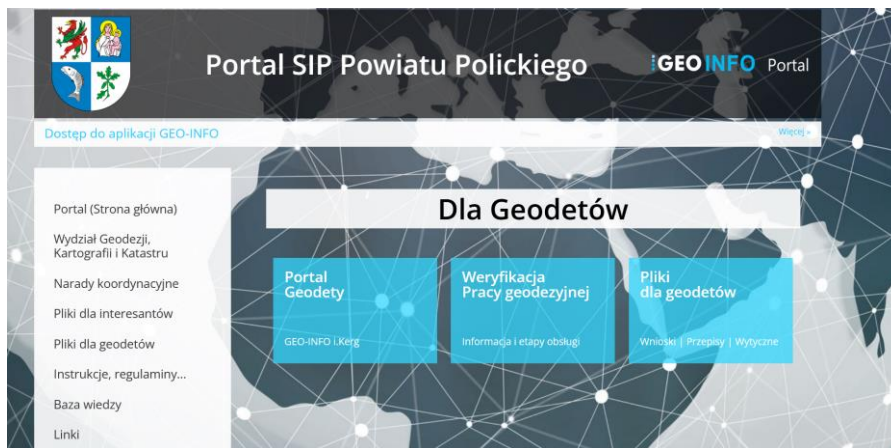 Portal SIP Powiatu Polickiego
GEOINFO Portal
Dostęp do aplikacji GEO-INFO
Więcej »
Portal (Strona główna)
Wydział Geodezji,
Kartografii i Katastru
Narady koordynacyjne
Pliki dla interesantów
Pliki dla geodetów
Instrukcje, regulaminy...
Baza wiedzy
Linki
Dla Geodetów
Portal
Geodety
GEO-INFO i.Kerg
Weryfikacja
Pracy geodezyjnej
Informacja i etapy obsługi
Pliki
dla geodetów
Wnioski | Przepisy | Wytyczne